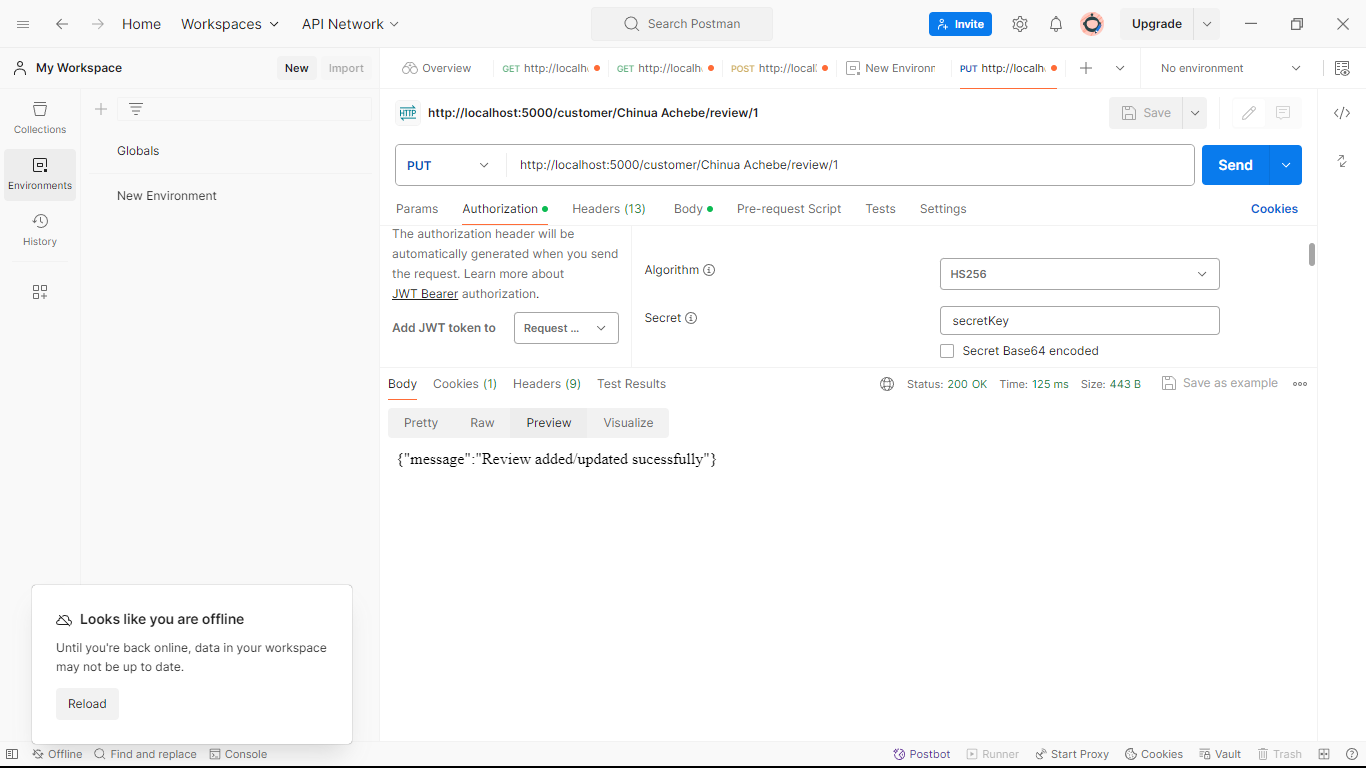 Home Workspaces API Network Search Postman Invite Upgrade
My Workspace New Import
Overview GET http://localh GET http://localh POST http://local New Environr PUT http://localh No environment
Collections
Environments
History
Globals
New Environment
HTTP http://localhost:5000/customer/Chinua Achebe/review/1 Save
PUT http://localhost:5000/customer/Chinua Achebe/review/1 Send
Params Authorization Headers (13) Body Pre-request Script Tests Settings Cookies
The authorization header will be
automatically generated when you send
the request. Learn more about
JWT Bearer authorization.
Add JWT token to Request ...
Algorithm HS256
Secret secretKey
Secret Base64 encoded
Body Cookies (1) Headers (9) Test Results Status: 200 OK Time: 125 ms Size: 443 B Save as example
Pretty Raw Preview Visualize
{"message":"Review added/updated sucessfully"}
Looks like you are offline
Until you're back online, data in your workspace
may not be up to date.
Reload
Offline Find and replace Console Postbot Runner Start Proxy Cookies Vault Trash